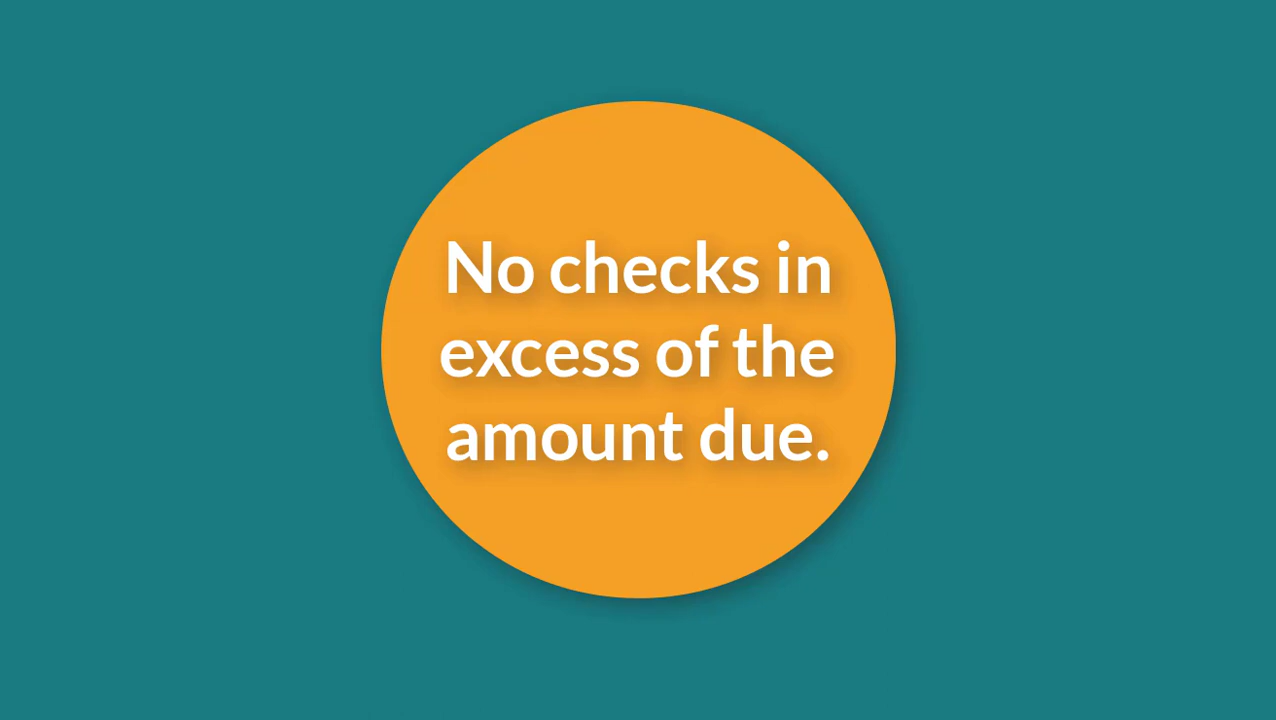 No checks in
excess of the
amount due.